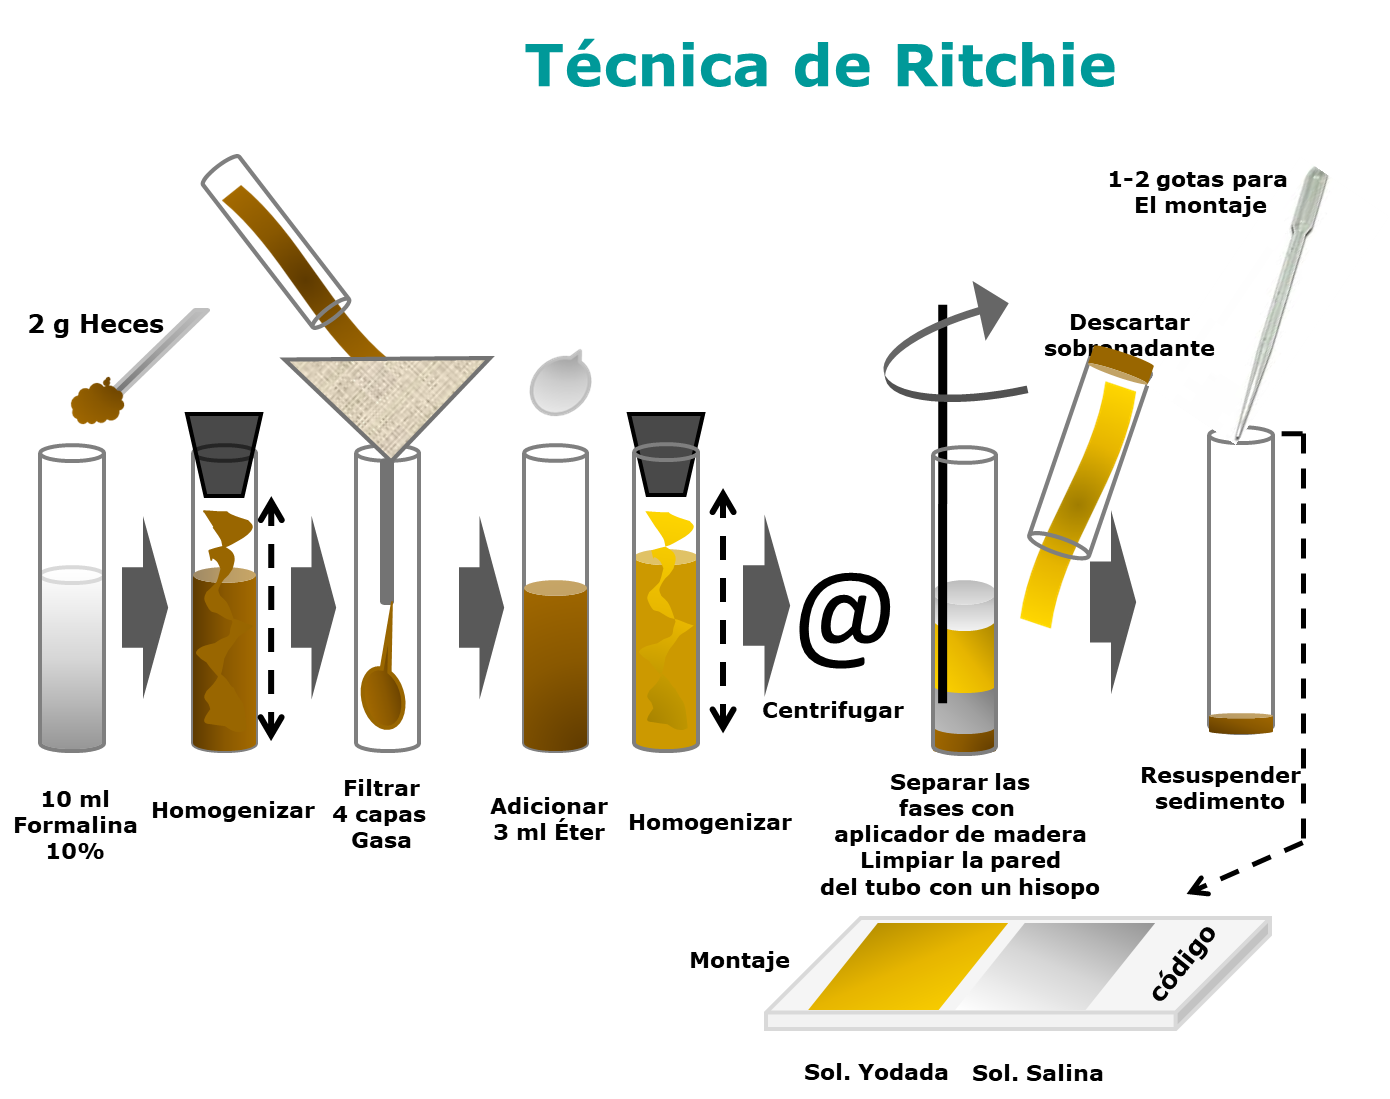 Técnica de Ritchie
1-2 gotas para
El montaje
2 g Heces
Descartar
sobrenadante
@
Centrifugar
10 ml
Formalina
10%
Homogenizar
Filtrar
4 capas
Gasa
Adicionar
3 ml Éter
Homogenizar
Separar las
fases con
aplicador de madera
Limpiar la pared
del tubo con un hisopo
Resuspender
sedimento
Montaje
código
Sol. Yodada
Sol. Salina